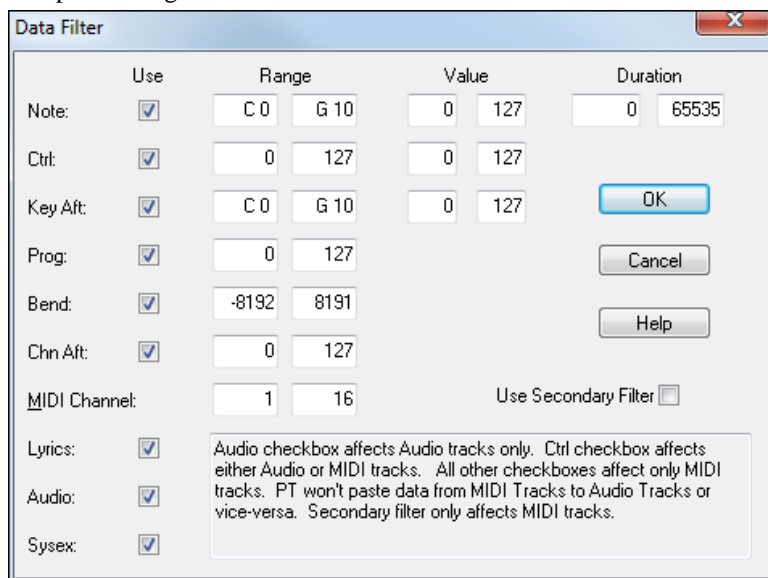 Data Filter
Use Range Value Duration
Note: C 0 G 10 0 127 0 65535
Ctrl: 0 127 0 127
Key Aft: C 0 G 10 0 127 OK
Prog: 0 127 Cancel
Bend: -8192 8191 Help
Chn Aft: 0 127
MIDI Channel: 1 16 Use Secondary Filter
Lyrics:
Audio:
Sysex:
Audio checkbox affects Audio tracks only. Ctrl checkbox affects
either Audio or MIDI tracks. All other checkboxes affect only MIDI
tracks. PT won't paste data from MIDI Tracks to Audio Tracks or
vice-versa. Secondary filter only affects MIDI tracks.